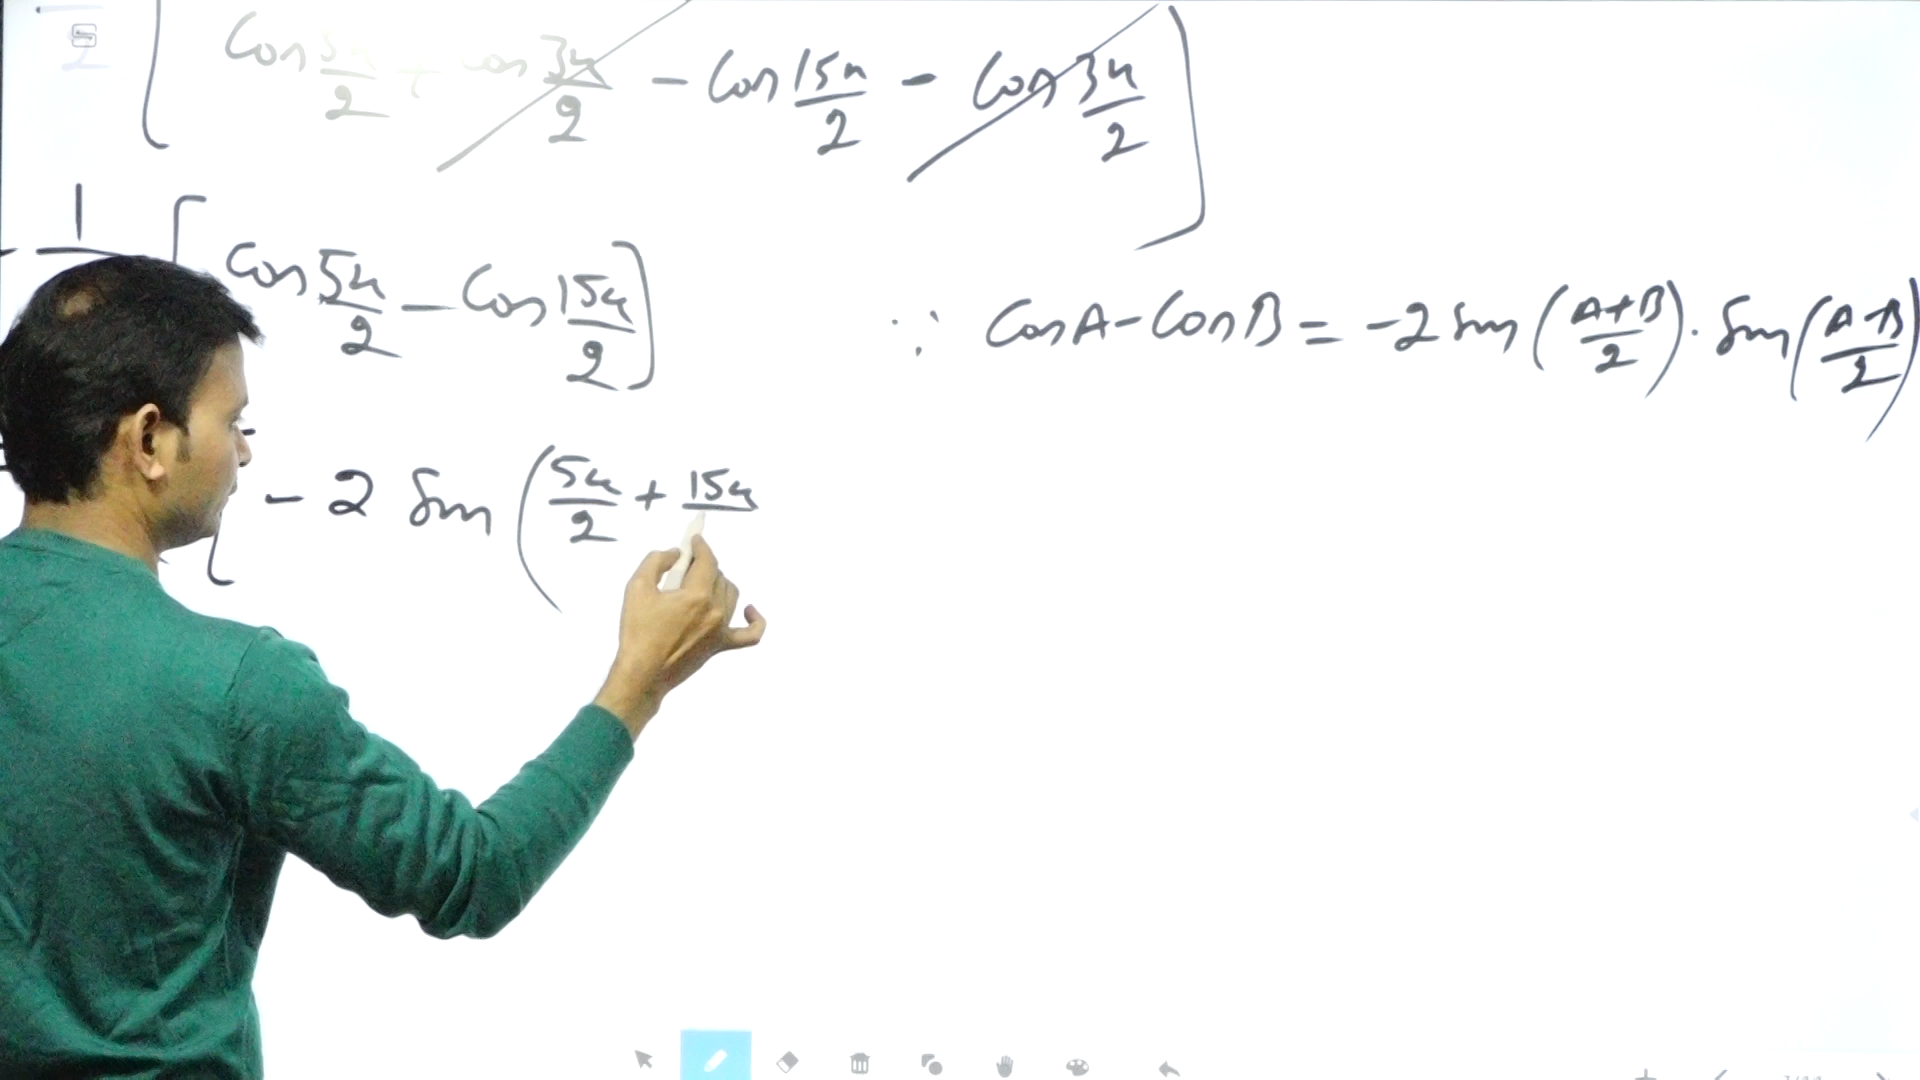 [ Cos 5x/2 + Cos 3x/2 - Cos 15x/2 - Cos 3x/2 ]
1 [ Cos 5x/2 - Cos 15x/2 ]
∵ CosA - CosB = -2 Sin (A+B/2) · Sin (A-B/2)
[ - 2 Sin ( 5x/2 + 15x